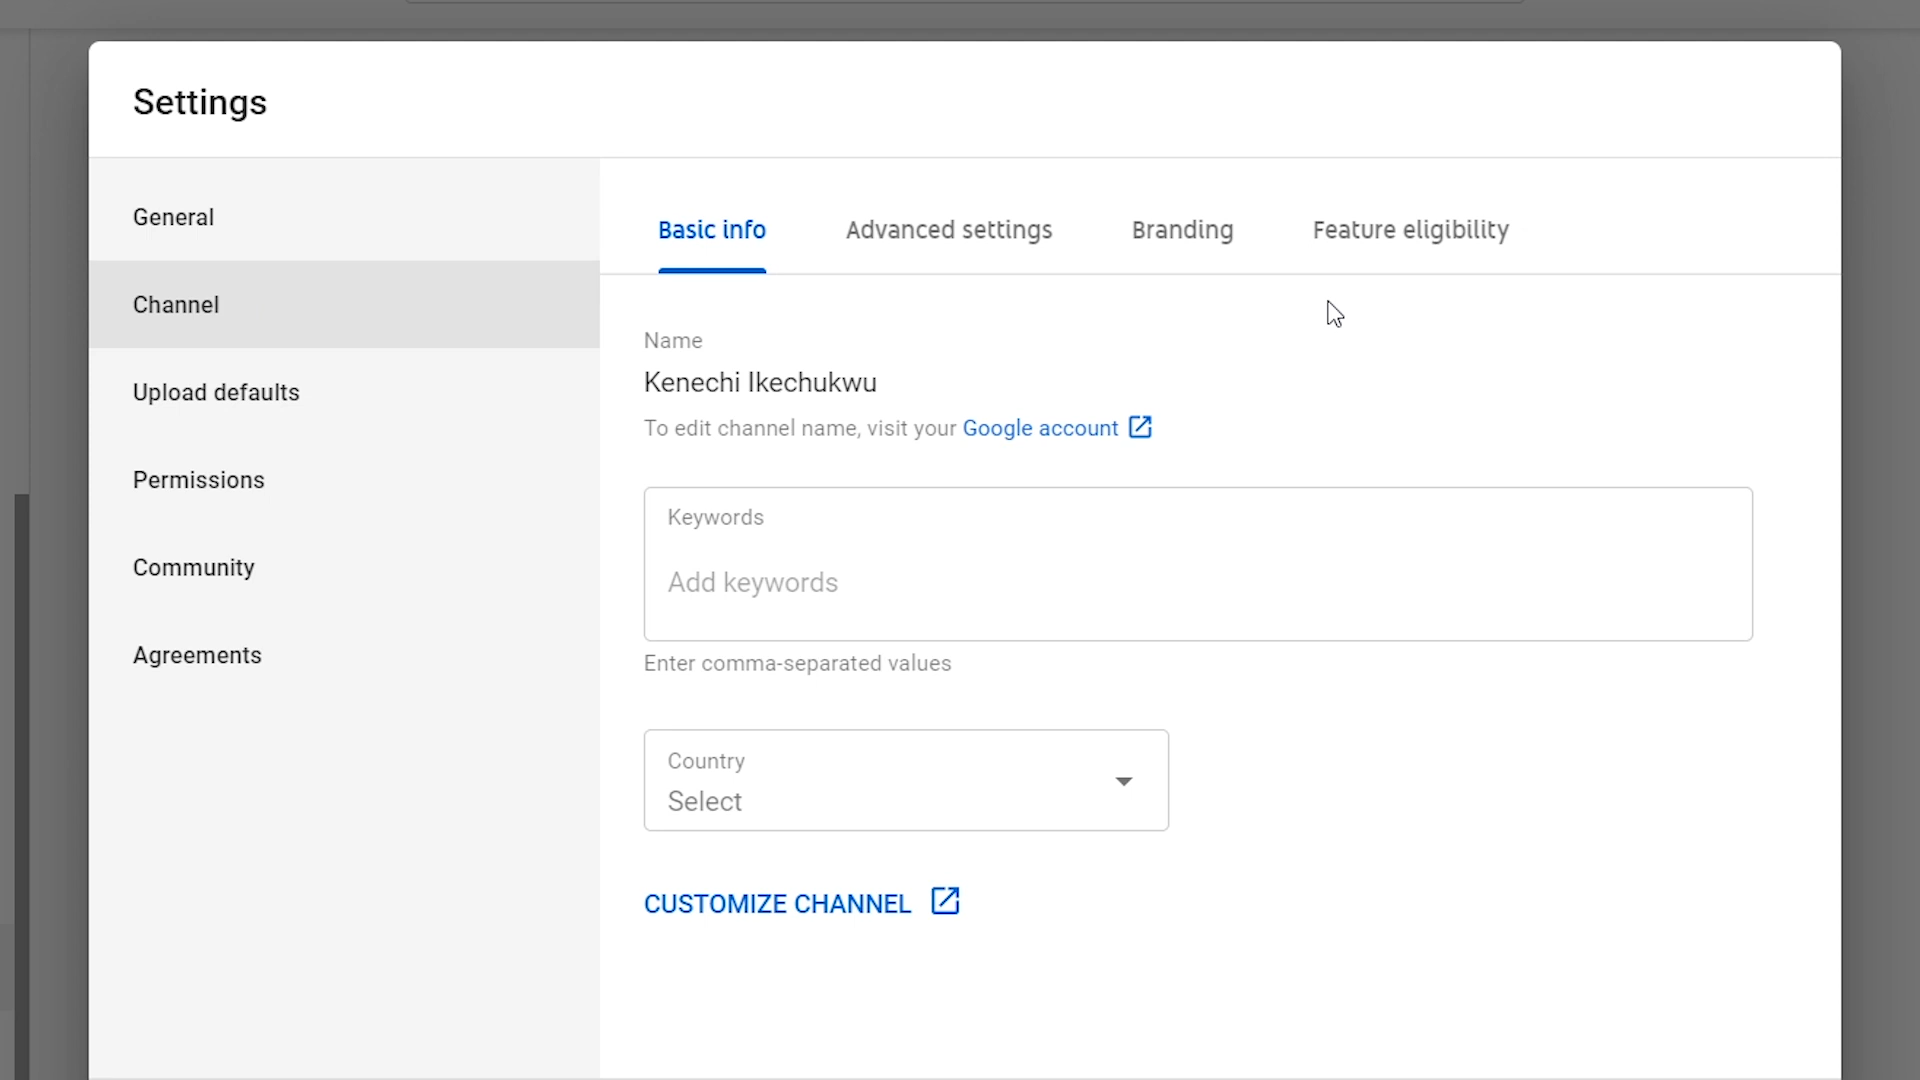 Settings
General
Channel
Upload defaults
Permissions
Community
Agreements
Basic info
Advanced settings
Branding
Feature eligibility
Name
Kenechi Ikechukwu
To edit channel name, visit your Google account
Keywords
Add keywords
Enter comma-separated values
Country
Select
CUSTOMIZE CHANNEL